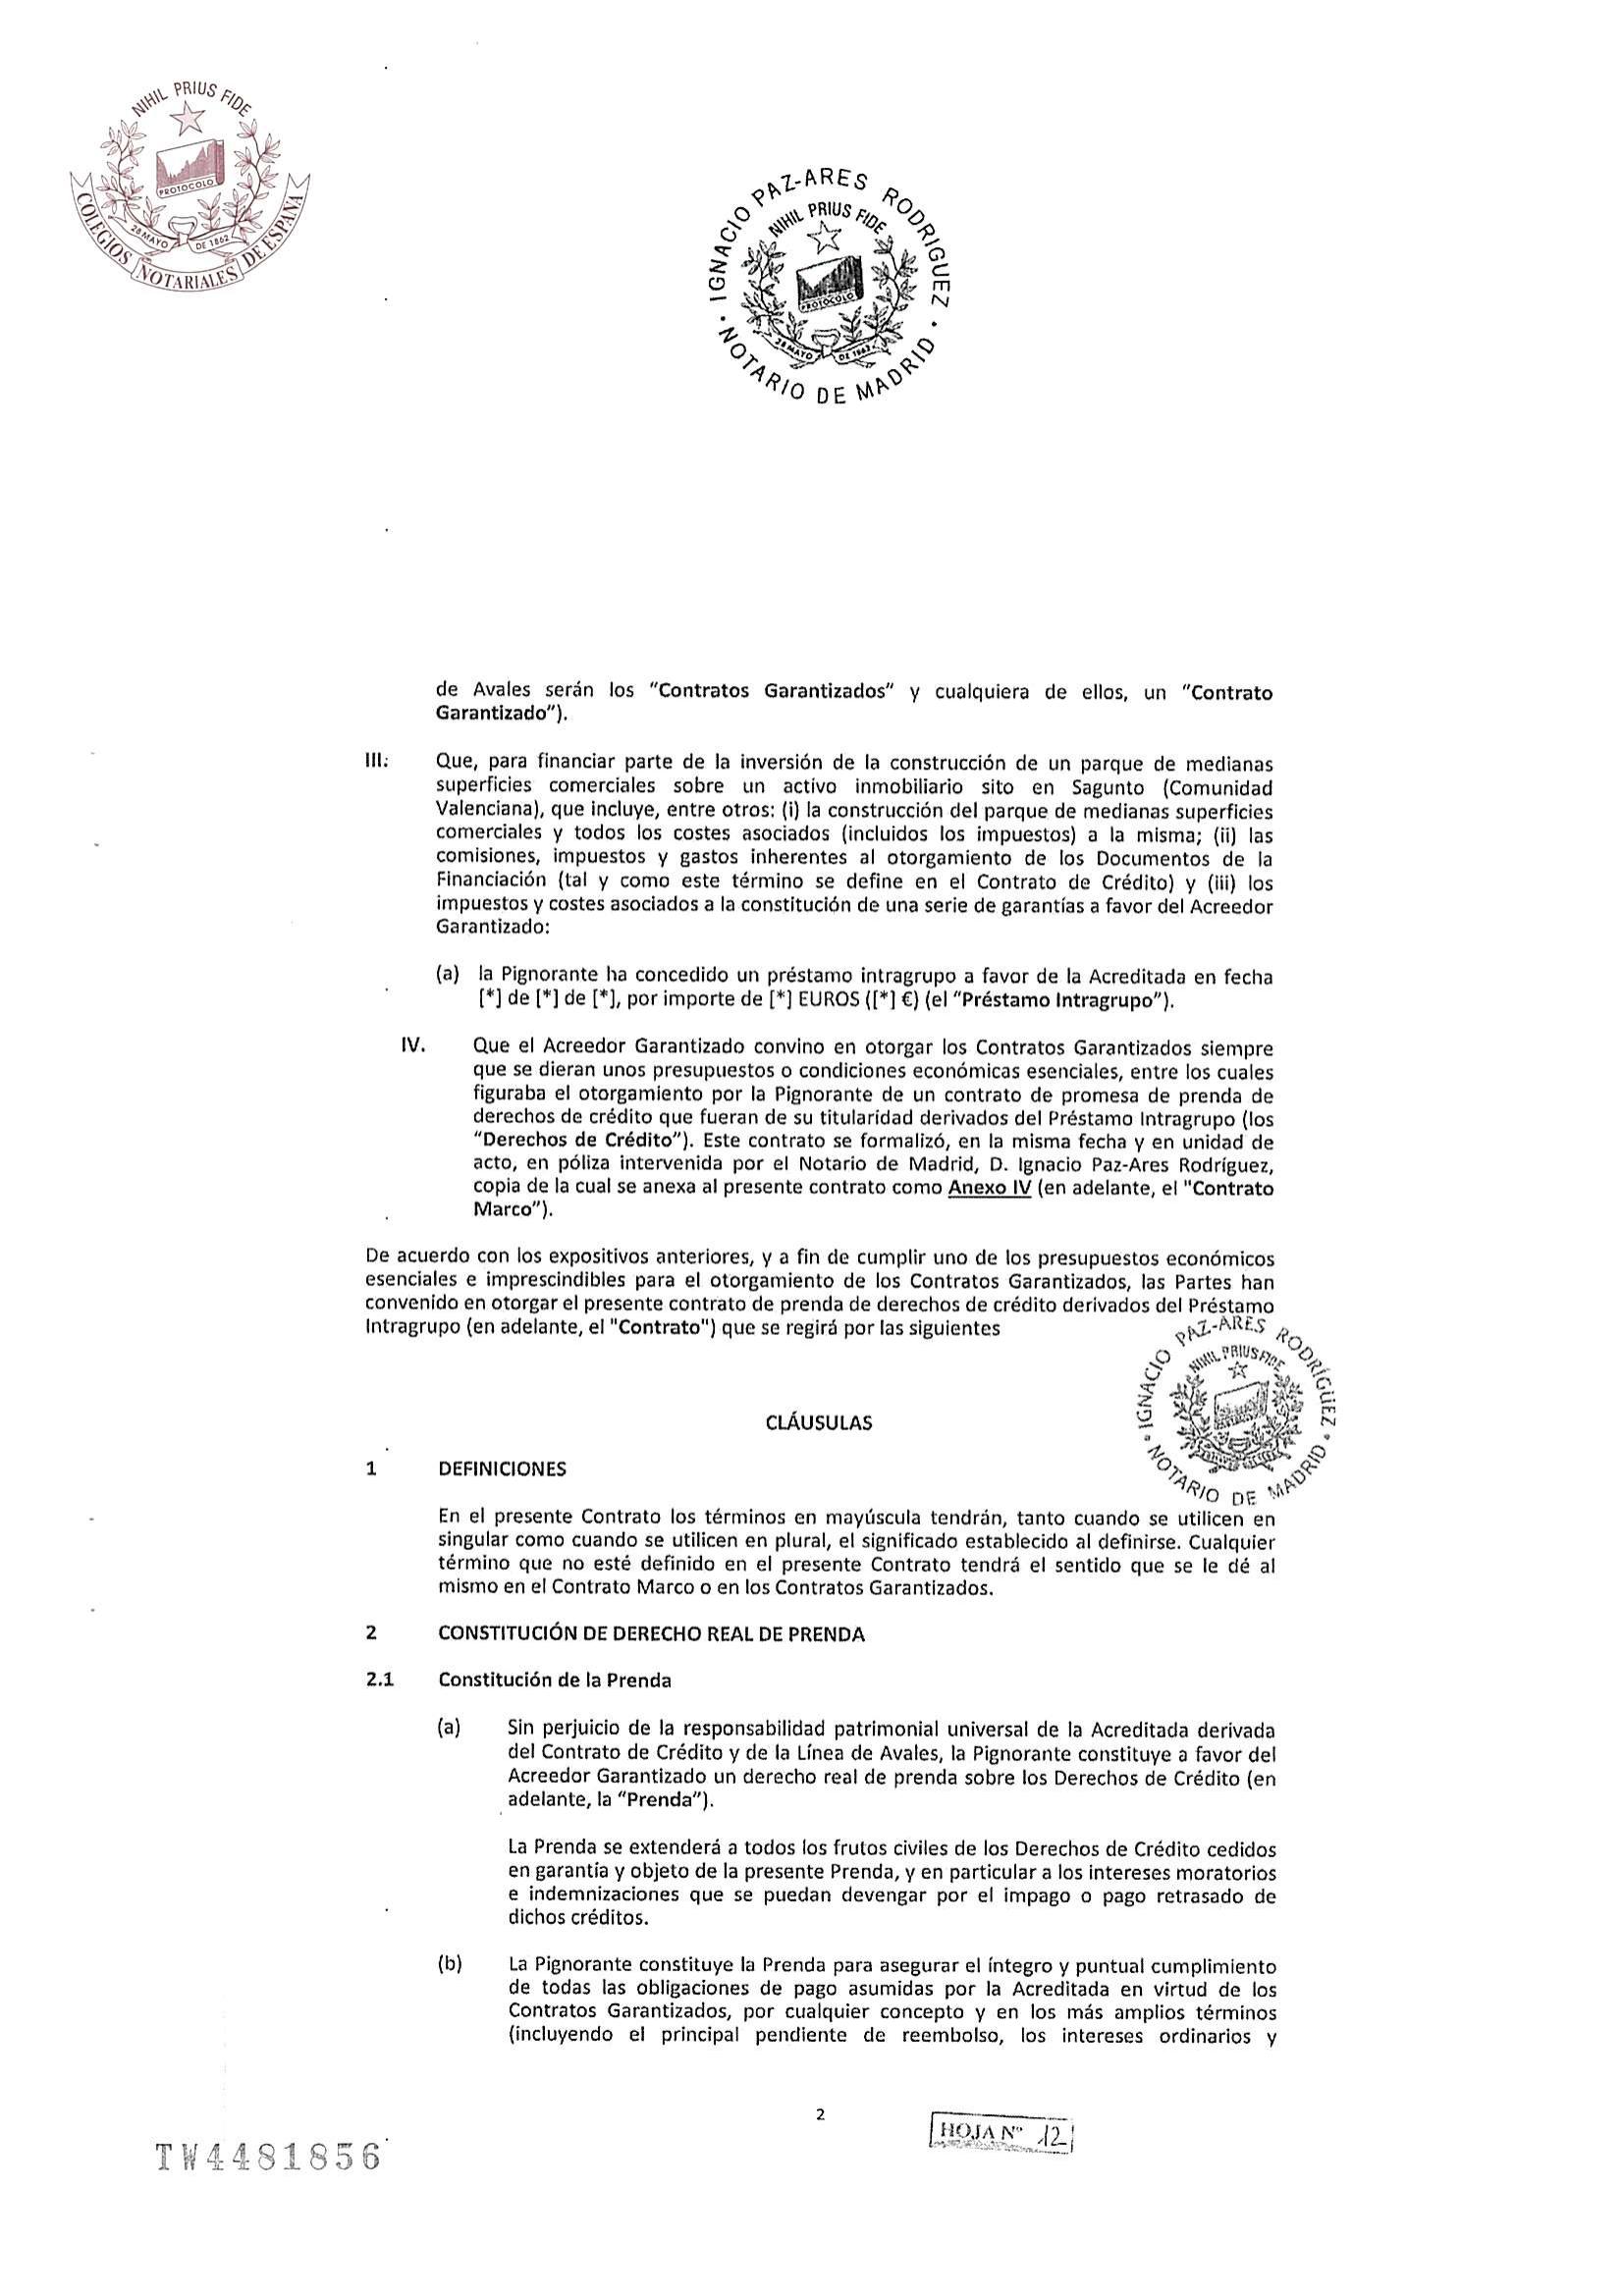 NIHIL PRIUS FIDE
PROTOCOLO
28 MAYO DE 1862
COLEGIOS NOTARIALES DE ESPAÑA
IGNACIO PAZ-ARES RODRIGUEZ
NIHIL PRIUS FIDE
PROTOCOLO
28 MAYO DE 1862
NOTARIO DE MADRID
de Avales serán los "Contratos Garantizados" y cualquiera de ellos, un "Contrato
Garantizado").
III. Que, para financiar parte de la inversión de la construcción de un parque de medianas
superficies comerciales sobre un activo inmobiliario sito en Sagunto (Comunidad
Valenciana), que incluye, entre otros: (i) la construcción del parque de medianas superficies
comerciales y todos los costes asociados (incluidos los impuestos) a la misma; (ii) las
comisiones, impuestos y gastos inherentes al otorgamiento de los Documentos de la
Financiación (tal y como este término se define en el Contrato de Crédito) y (iii) los
impuestos y costes asociados a la constitución de una serie de garantías a favor del Acreedor
Garantizado:
(a) la Pignorante ha concedido un préstamo intragrupo a favor de la Acreditada en fecha
[*] de [*] de [*], por importe de [*] EUROS ([*] €) (el "Préstamo Intragrupo").
IV. Que el Acreedor Garantizado convino en otorgar los Contratos Garantizados siempre
que se dieran unos presupuestos o condiciones económicas esenciales, entre los cuales
figuraba el otorgamiento por la Pignorante de un contrato de promesa de prenda de
derechos de crédito que fueran de su titularidad derivados del Préstamo Intragrupo (los
"Derechos de Crédito"). Este contrato se formalizó, en la misma fecha y en unidad de
acto, en póliza intervenida por el Notario de Madrid, D. Ignacio Paz-Ares Rodríguez,
copia de la cual se anexa al presente contrato como Anexo IV (en adelante, el "Contrato
Marco").
De acuerdo con los expositivos anteriores, y a fin de cumplir uno de los presupuestos económicos
esenciales e imprescindibles para el otorgamiento de los Contratos Garantizados, las Partes han
convenido en otorgar el presente contrato de prenda de derechos de crédito derivados del Préstamo
Intragrupo (en adelante, el "Contrato") que se regirá por las siguientes
IGNACIO PAZ-ARES RODRÍGUEZ
NIHIL PRIUS FIDE
NOTARIO DE MADRID
CLÁUSULAS
1 DEFINICIONES
En el presente Contrato los términos en mayúscula tendrán, tanto cuando se utilicen en
singular como cuando se utilicen en plural, el significado establecido al definirse. Cualquier
término que no esté definido en el presente Contrato tendrá el sentido que se le dé al
mismo en el Contrato Marco o en los Contratos Garantizados.
2 CONSTITUCIÓN DE DERECHO REAL DE PRENDA
2.1 Constitución de la Prenda
(a) Sin perjuicio de la responsabilidad patrimonial universal de la Acreditada derivada
del Contrato de Crédito y de la Línea de Avales, la Pignorante constituye a favor del
Acreedor Garantizado un derecho real de prenda sobre los Derechos de Crédito (en
adelante, la "Prenda").
La Prenda se extenderá a todos los frutos civiles de los Derechos de Crédito cedidos
en garantía y objeto de la presente Prenda, y en particular a los intereses moratorios
e indemnizaciones que se puedan devengar por el impago o pago retrasado de
dichos créditos.
(b) La Pignorante constituye la Prenda para asegurar el íntegro y puntual cumplimiento
de todas las obligaciones de pago asumidas por la Acreditada en virtud de los
Contratos Garantizados, por cualquier concepto y en los más amplios términos
(incluyendo el principal pendiente de reembolso, los intereses ordinarios y
2
HOJA Nº 12
TW4481856